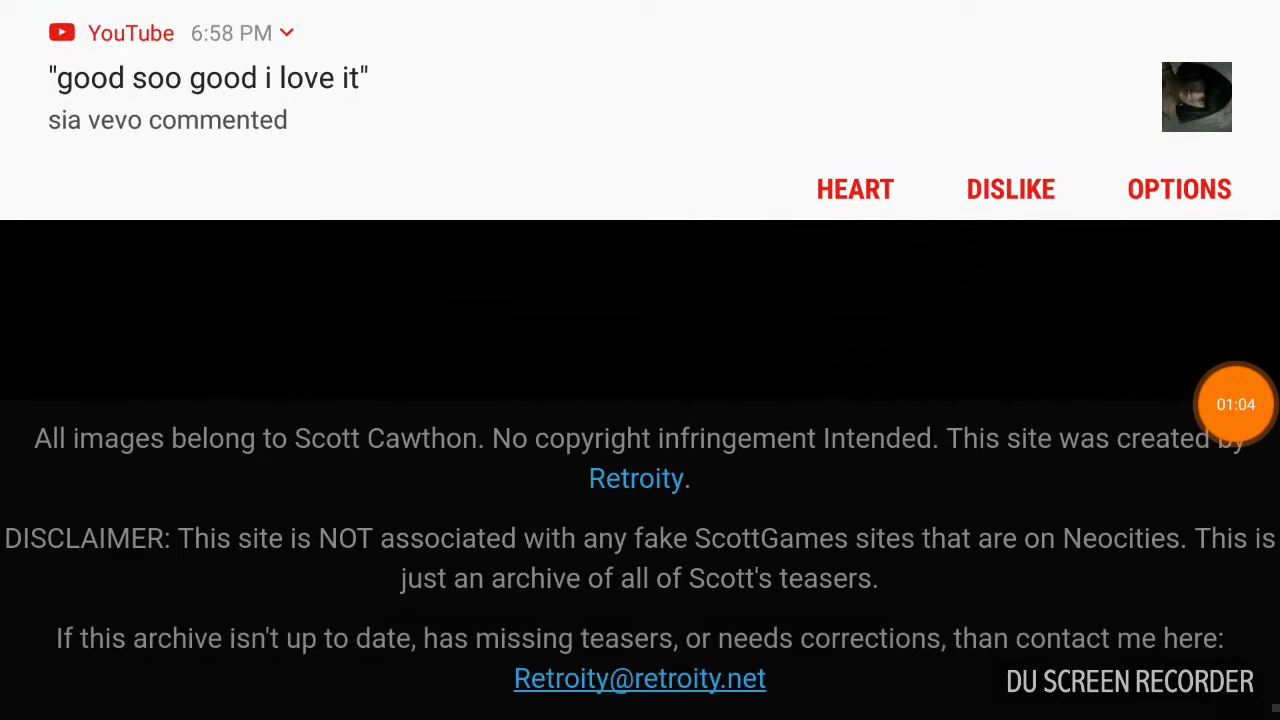 YouTube 6:58 PM
"good soo good i love it"
sia vevo commented
HEART DISLIKE OPTIONS
01:04
All images belong to Scott Cawthon. No copyright infringement Intended. This site was created by
Retroity.
DISCLAIMER: This site is NOT associated with any fake ScottGames sites that are on Neocities. This is
just an archive of all of Scott's teasers.
If this archive isn't up to date, has missing teasers, or needs corrections, than contact me here:
Retroity@retroity.net
DU SCREEN RECORDER